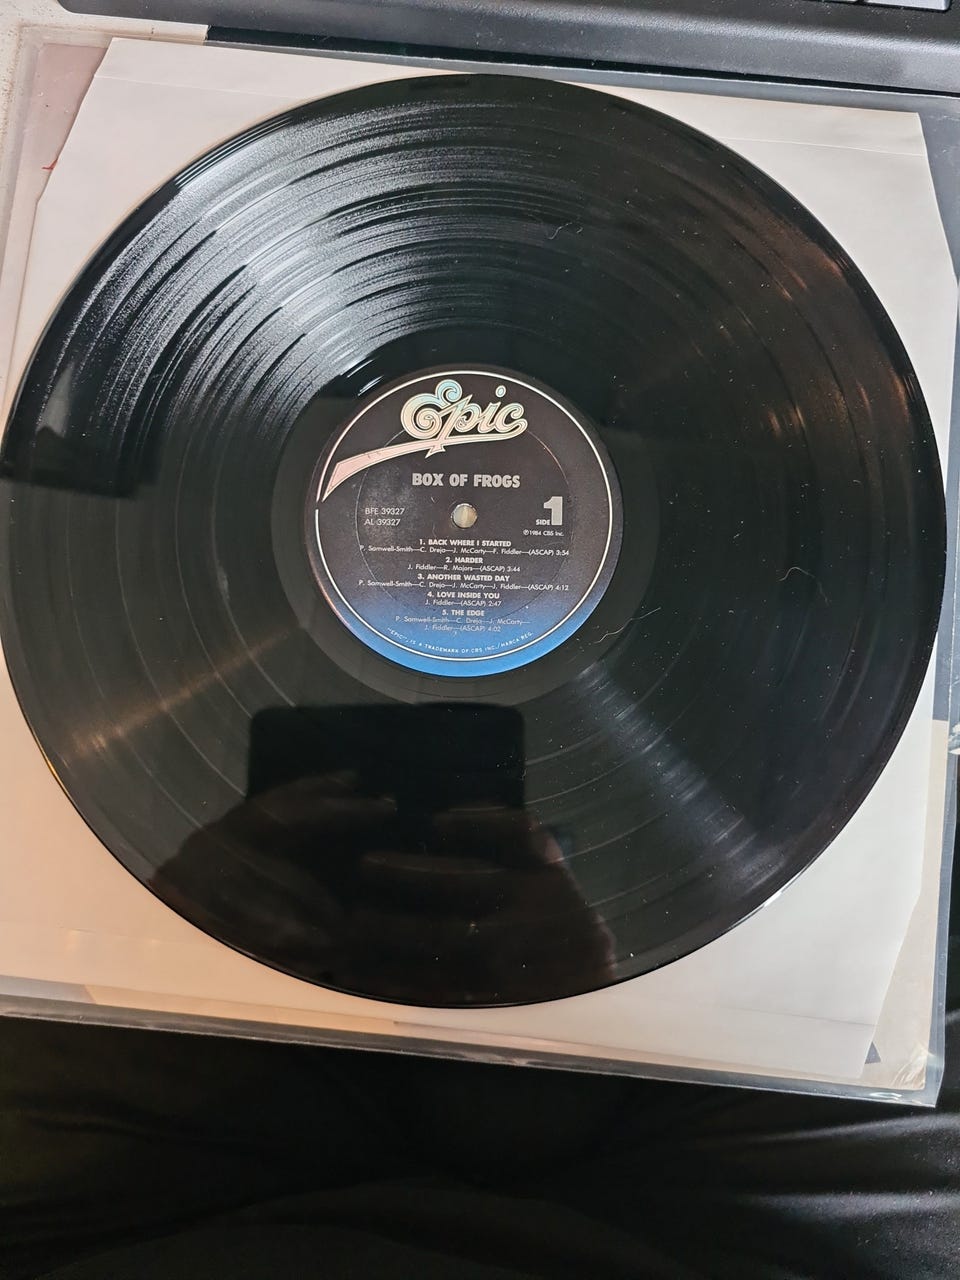 Epic
BOX OF FROGS
BFE 39327
AL 39327
SIDE 1
℗1984 CBS Inc.
1. BACK WHERE I STARTED
P. Samwell-Smith—C. Dreja—J. McCarty—F. Fiddler—(ASCAP) 3:54
2. HARDER
J. Fiddler—R. Majors—(ASCAP) 3:44
3. ANOTHER WASTED DAY
P. Samwell-Smith—C. Dreja—J. McCarty—J. Fiddler—(ASCAP) 4:12
4. LOVE INSIDE YOU
J. Fiddler—(ASCAP) 2:47
5. THE EDGE
P. Samwell-Smith—C. Dreja—J. McCarty—
J. Fiddler—(ASCAP) 4:02
"EPIC", IS A TRADEMARK OF CBS INC./MARCA REG.